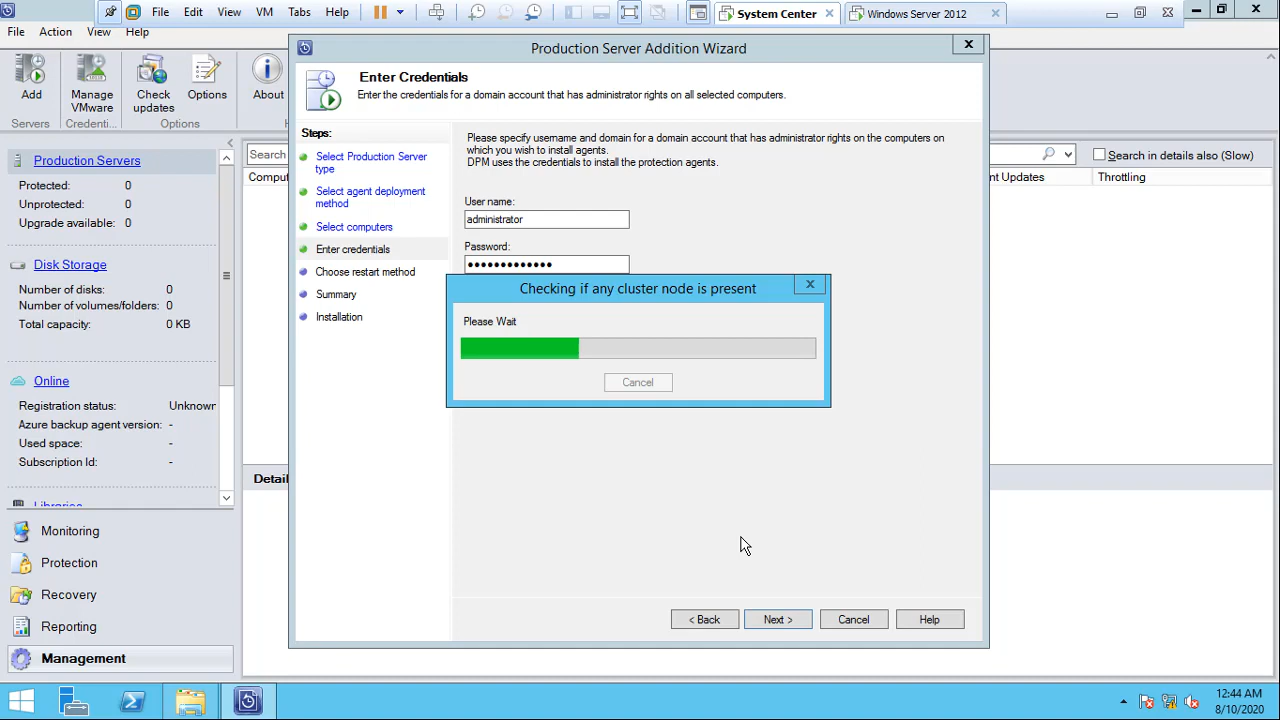 File Edit View VM Tabs Help System Center Windows Server 2012
File Action View Help
Production Server Addition Wizard
Add
Servers
Manage
VMware
Credenti...
Check
updates
Options
Options
About
H
Production Servers
Protected: 0
Unprotected: 0
Upgrade available: 0
Disk Storage
Number of disks: 0
Number of volumes/folders: 0
Total capacity: 0 KB
Online
Registration status: Unknown
Azure backup agent version: -
Used space: -
Subscription Id: -
Libraries
Monitoring
Protection
Recovery
Reporting
Management
Search
Search in details also (Slow)
Comput
nt Updates
Throttling
Detail
Enter Credentials
Enter the credentials for a domain account that has administrator rights on all selected computers.
Steps:
Select Production Server
type
Select agent deployment
method
Select computers
Enter credentials
Choose restart method
Summary
Installation
Please specify username and domain for a domain account that has administrator rights on the computers on
which you wish to install agents.
DPM uses the credentials to install the protection agents.
User name:
administrator
Password:
•••••••••••••
Checking if any cluster node is present
Please Wait
Cancel
< Back
Next >
Cancel
Help
12:44 AM
8/10/2020